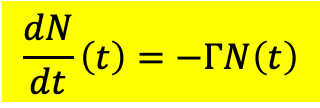 dN/dt (t) = −ΓN(t)